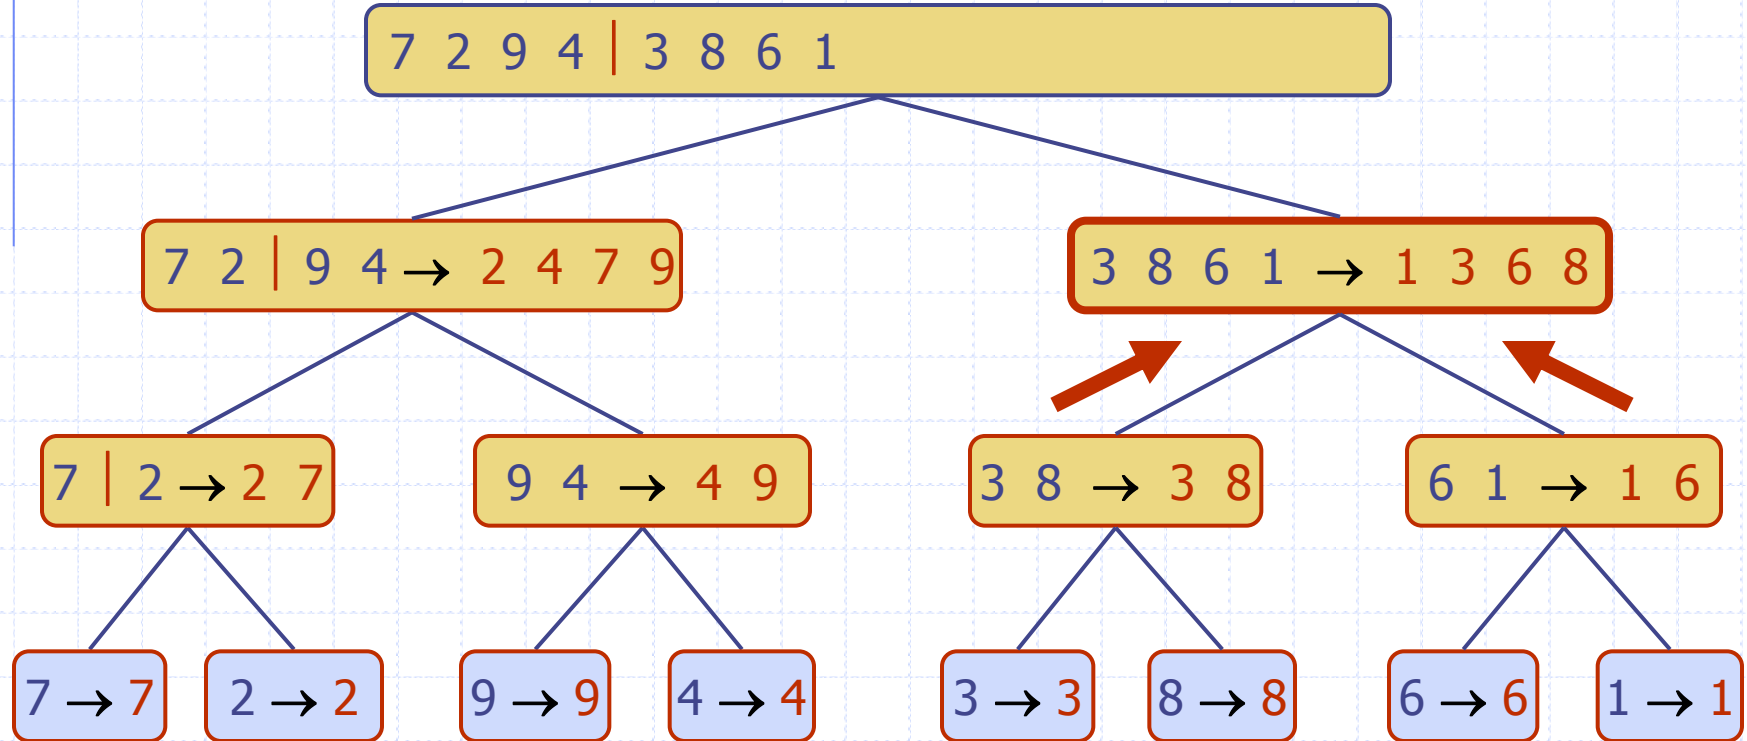 7 2 9 4 | 3 8 6 1
7 2 | 9 4 → 2 4 7 9
3 8 6 1 → 1 3 6 8
7 | 2 → 2 7
9 4 → 4 9
3 8 → 3 8
6 1 → 1 6
7 → 7
2 → 2
9 → 9
4 → 4
3 → 3
8 → 8
6 → 6
1 → 1